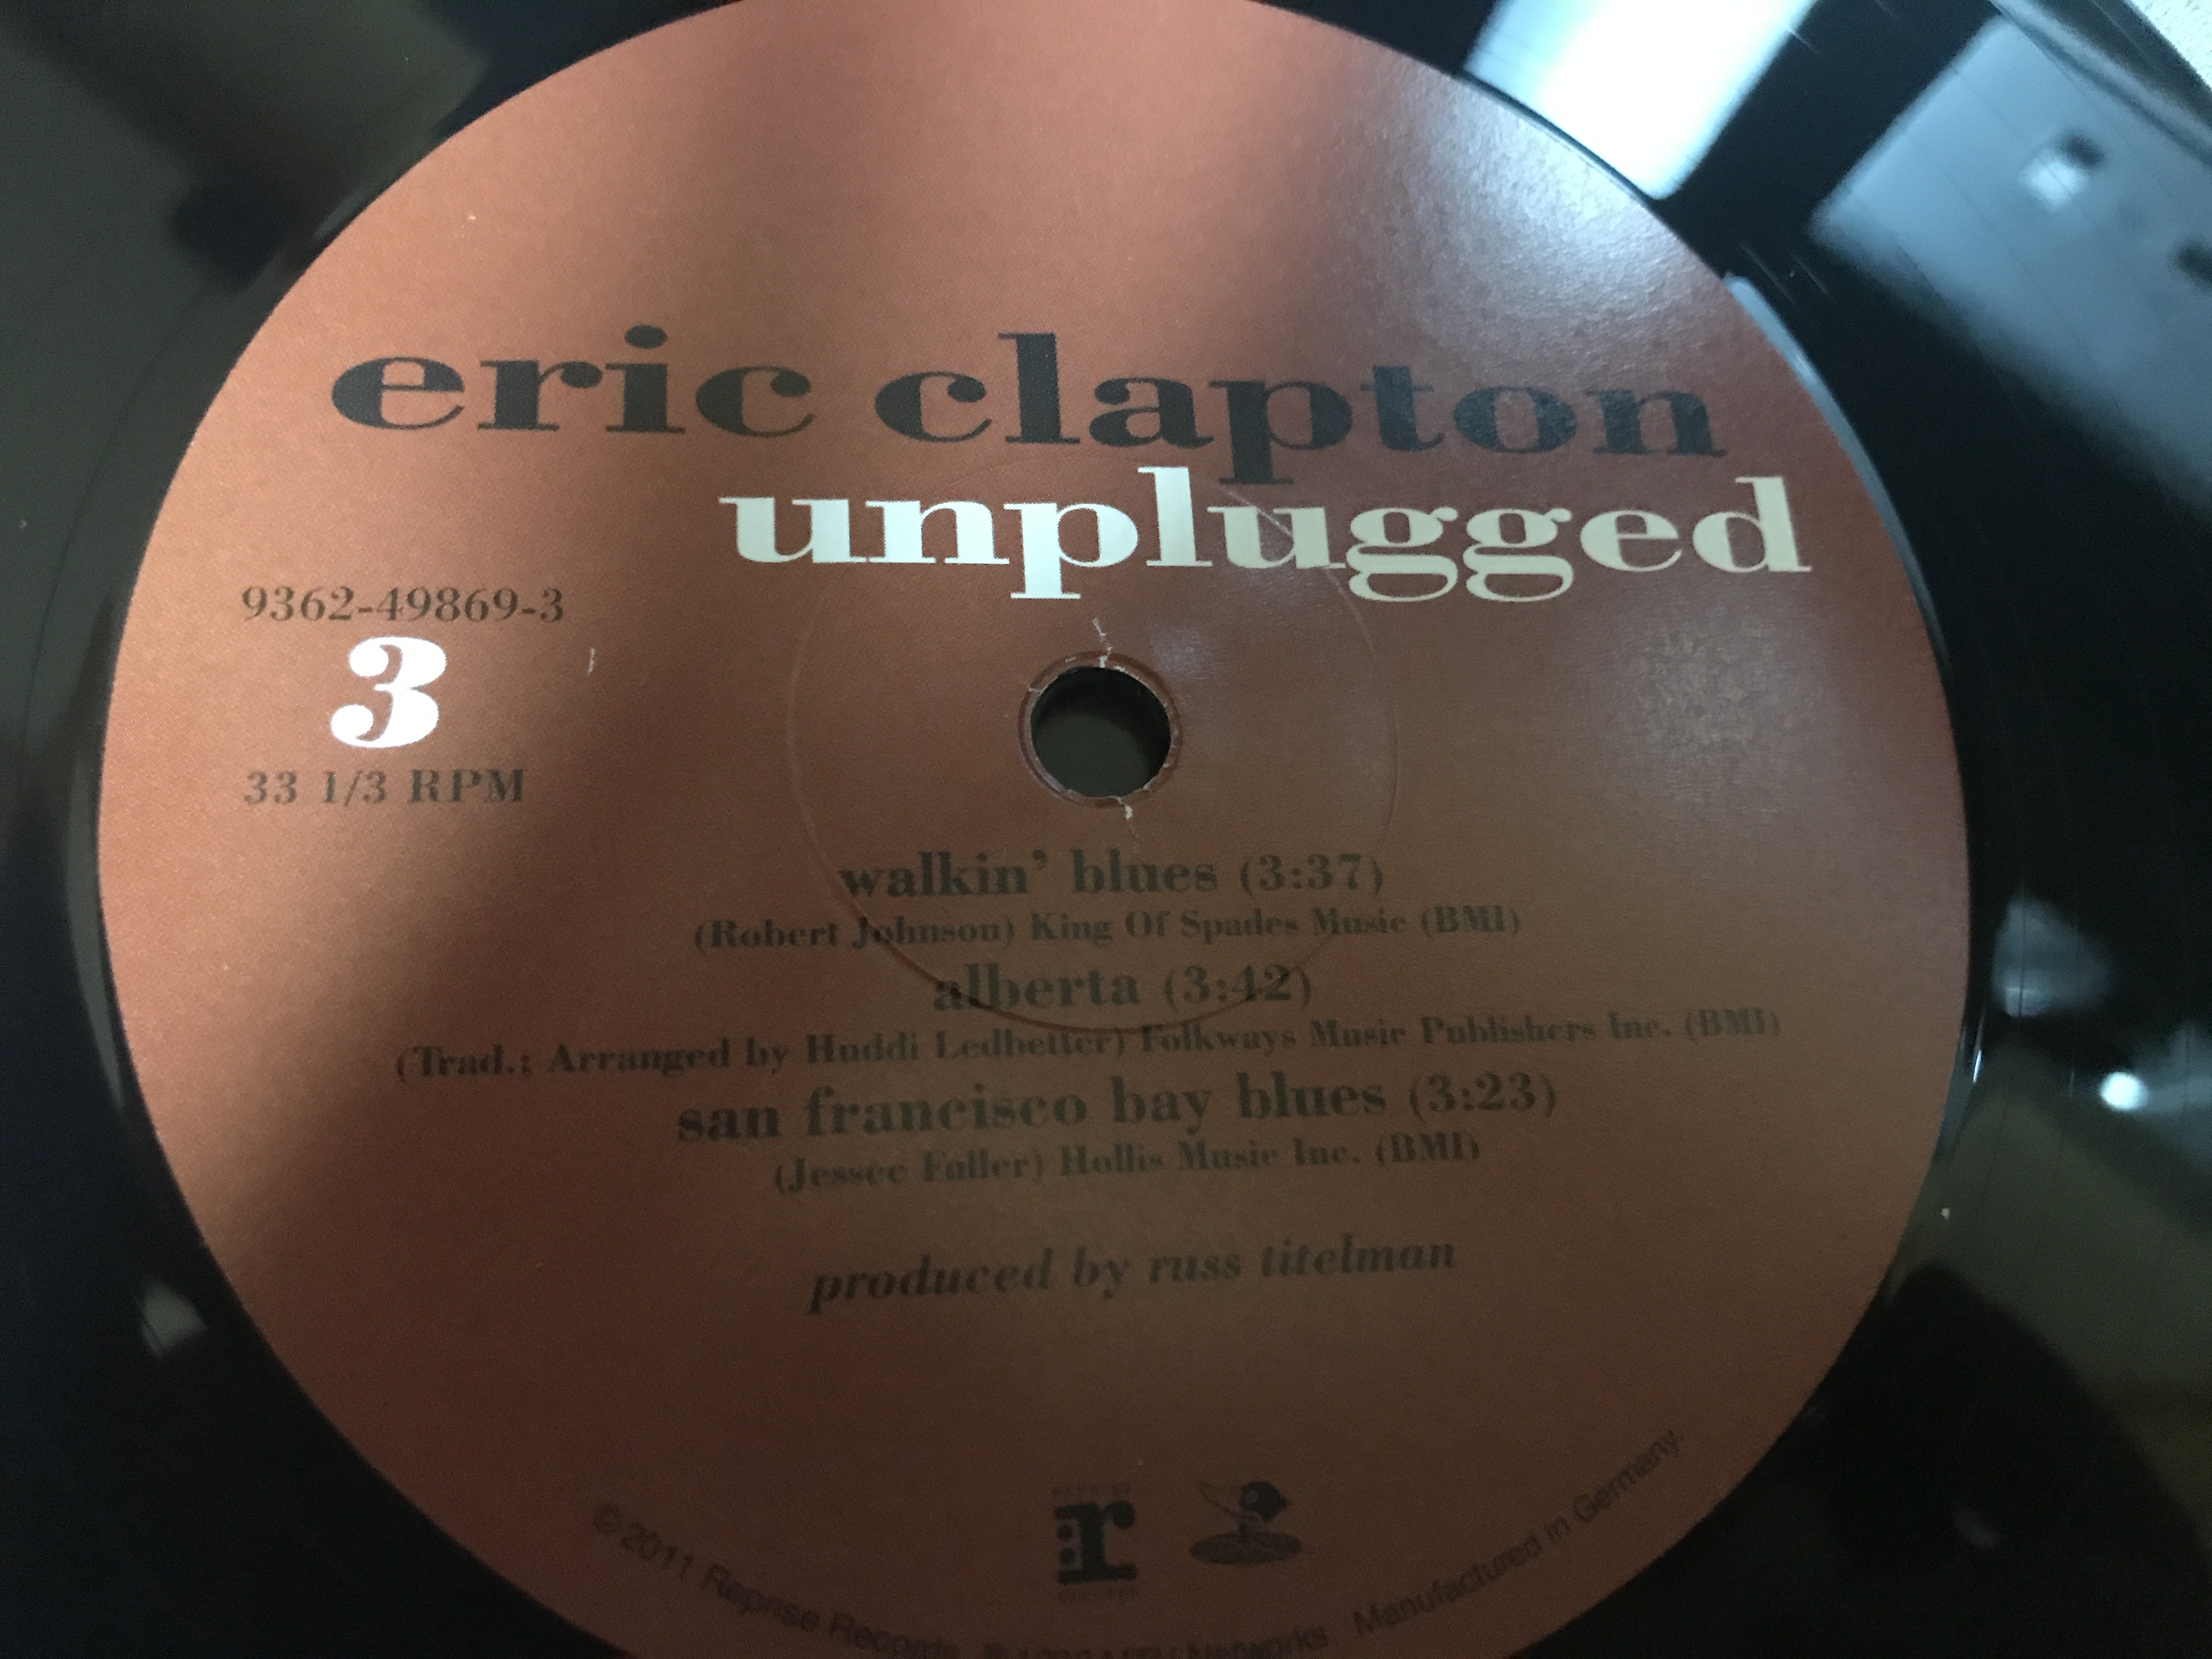 eric clapton
unplugged
9362-49869-3
3
33 1/3 RPM
walkin' blues (3:37)
(Robert Johnson) King Of Spades Music (BMI)
alberta (3:42)
(Trad.; Arranged by Huddi Ledbetter) Folkways Music Publishers Inc. (BMI)
san francisco bay blues (3:23)
(Jessee Fuller) Hollis Music Inc. (BMI)
produced by russ titelman
r
©2011 Reprise Records Networks Manufactured in Germany.